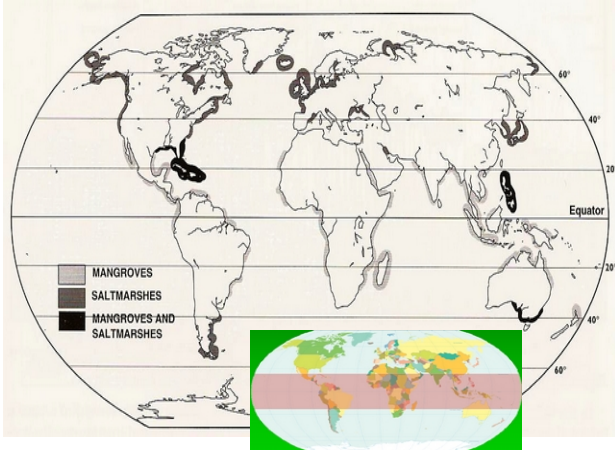 60°
40°
20
Equator
20°
40°
60°
MANGROVES
SALTMARSHES
MANGROVES AND
SALTMARSHES